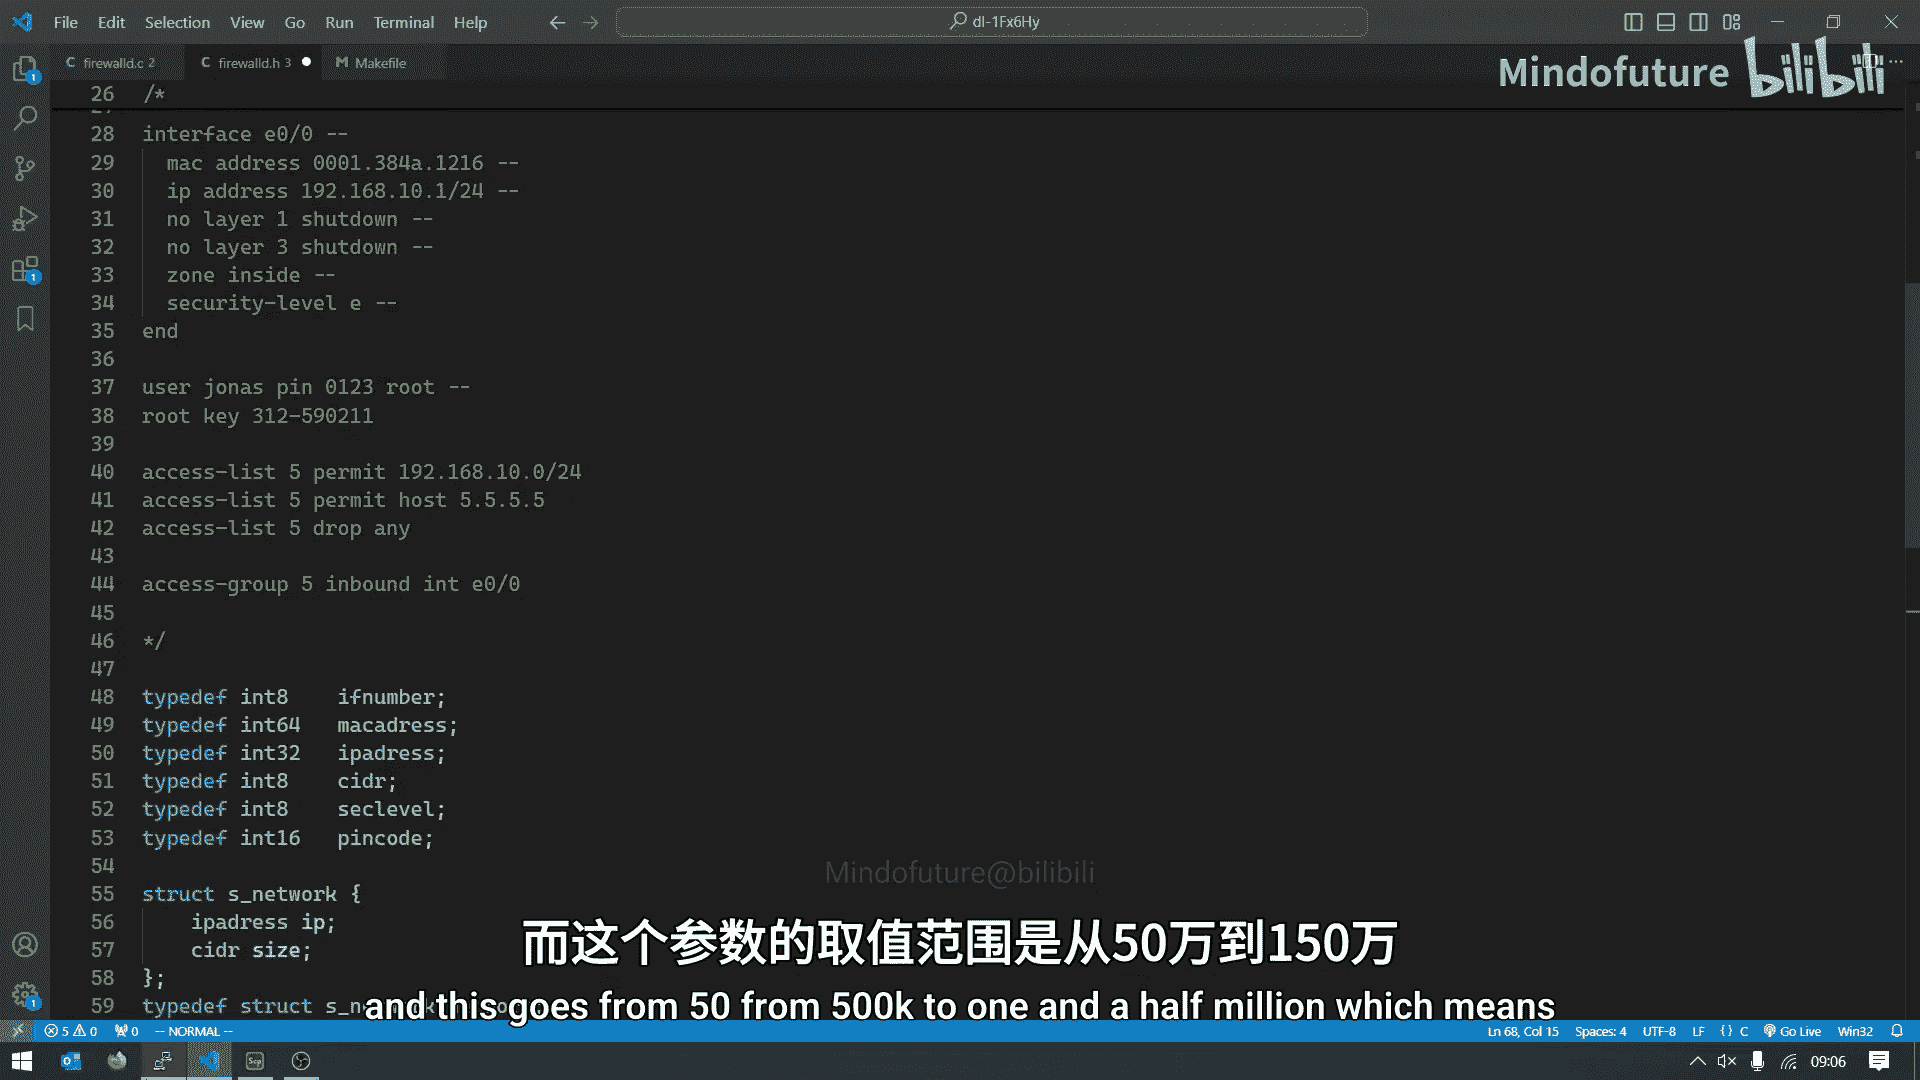 File Edit Selection View Go Run Terminal Help
dl-1Fx6Hy
C firewalld.c 2
C firewalld.h 3
M Makefile
Mindofuture bilibili
26 /*
28 interface e0/0 --
29 mac address 0001.384a.1216 --
30 ip address 192.168.10.1/24 --
31 no layer 1 shutdown --
32 no layer 3 shutdown --
33 zone inside --
34 security-level e --
35 end
36
37 user jonas pin 0123 root --
38 root key 312-590211
39
40 access-list 5 permit 192.168.10.0/24
41 access-list 5 permit host 5.5.5.5
42 access-list 5 drop any
43
44 access-group 5 inbound int e0/0
45
46 */
47
48 typedef int8 ifnumber;
49 typedef int64 macadress;
50 typedef int32 ipadress;
51 typedef int8 cidr;
52 typedef int8 seclevel;
53 typedef int16 pincode;
54
55 struct s_network {
56 ipadress ip;
57 cidr size;
58 };
59 typedef struct
Mindofuture@bilibili
而这个参数的取值范围是从50万到150万
and this goes from 50 from 500k to one and a half million which means
5 0 0 -- NORMAL -- Ln 68, Col 15 Spaces: 4 UTF-8 LF {} C Go Live Win32
09:06